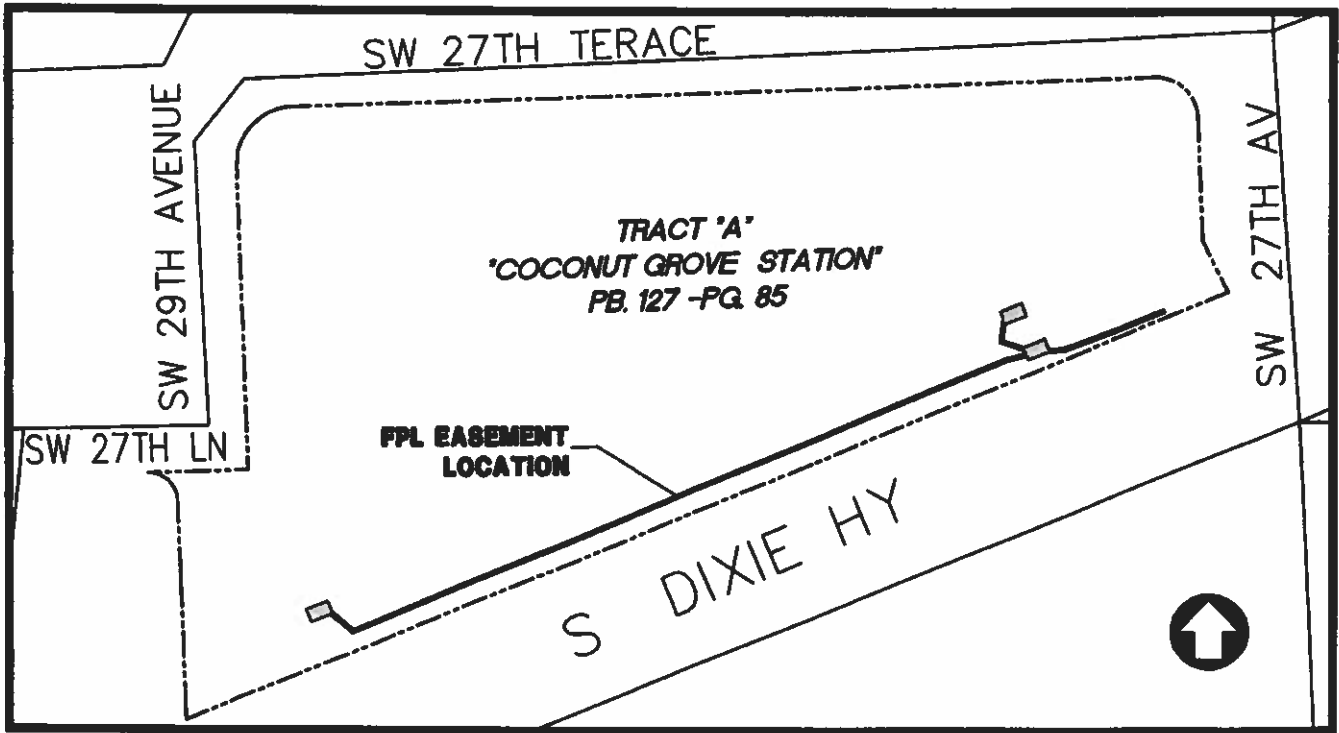 SW 27TH TERACE
SW 29TH AVENUE
SW 27TH AV
TRACT "A"
"COCONUT GROVE STATION"
PB. 127 -PG. 85
SW 27TH LN
FPL EASEMENT
LOCATION
S DIXIE HY